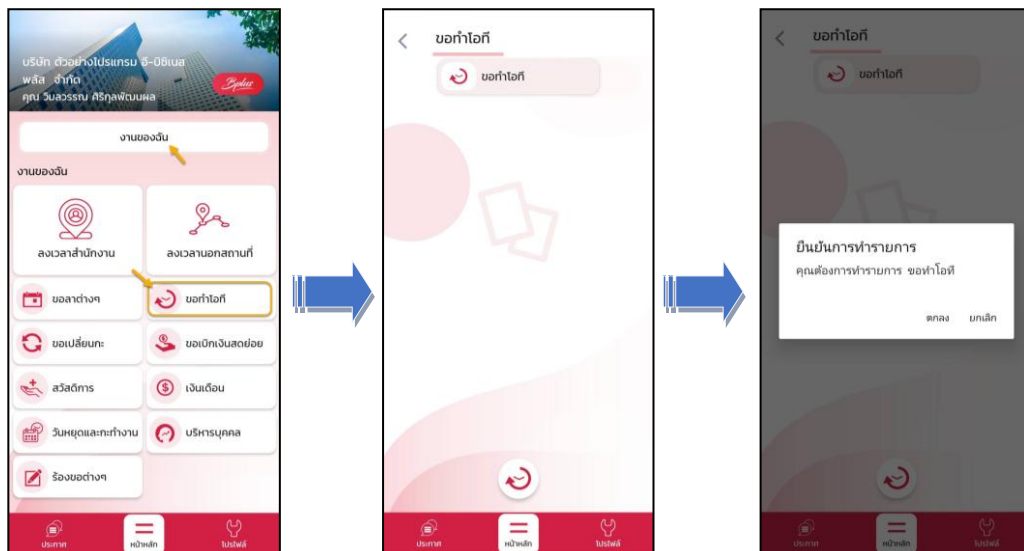 บริษัท ตัวอย่างโปรแกรม อี-บิซิเนส
พลัส จำกัด
คุณ วิมลวรรณ ศิริกุลพัฒนผล
Bplus
งานของฉัน
งานของฉัน
ลงเวลาสำนักงาน
ลงเวลานอกสถานที่
ขอลาต่างๆ
ขอทำโอที
ขอเปลี่ยนกะ
ขอเบิกเงินสดย่อย
สวัสดิการ
เงินเดือน
วันหยุดและกะทำงาน
บริหารบุคคล
ร้องขอต่างๆ
ประกาศ
หน้าหลัก
โปรไฟล์
ขอทำโอที
ขอทำโอที
ประกาศ
หน้าหลัก
โปรไฟล์
ขอทำโอที
ขอทำโอที
ยืนยันการทำรายการ
คุณต้องการทำรายการ ขอทำโอที
ตกลง ยกเลิก
ประกาศ
หน้าหลัก
โปรไฟล์